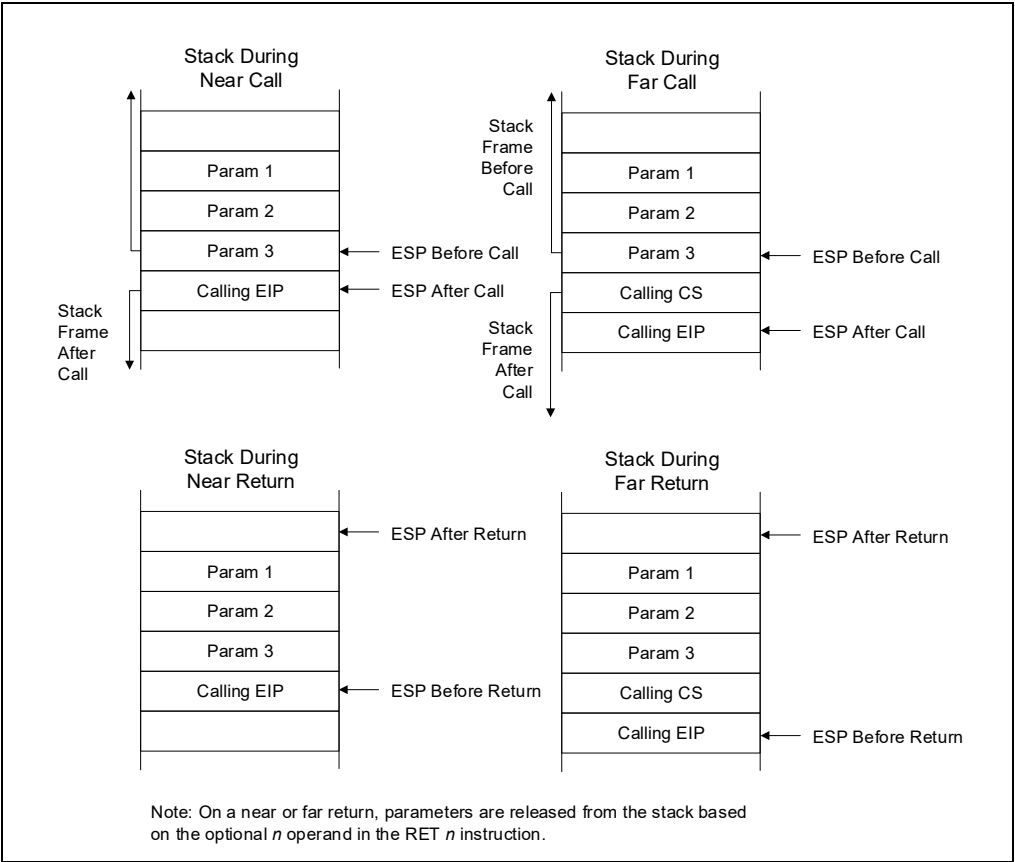 Stack During
Near Call
Param 1
Param 2
Param 3
Calling EIP
ESP Before Call
ESP After Call
Stack
Frame
After
Call
Stack During
Far Call
Stack
Frame
Before
Call
Param 1
Param 2
Param 3
Calling CS
Calling EIP
ESP Before Call
ESP After Call
Stack
Frame
After
Call
Stack During
Near Return
ESP After Return
Param 1
Param 2
Param 3
Calling EIP
ESP Before Return
Stack During
Far Return
ESP After Return
Param 1
Param 2
Param 3
Calling CS
Calling EIP
ESP Before Return
Note: On a near or far return, parameters are released from the stack based
on the optional n operand in the RET n instruction.